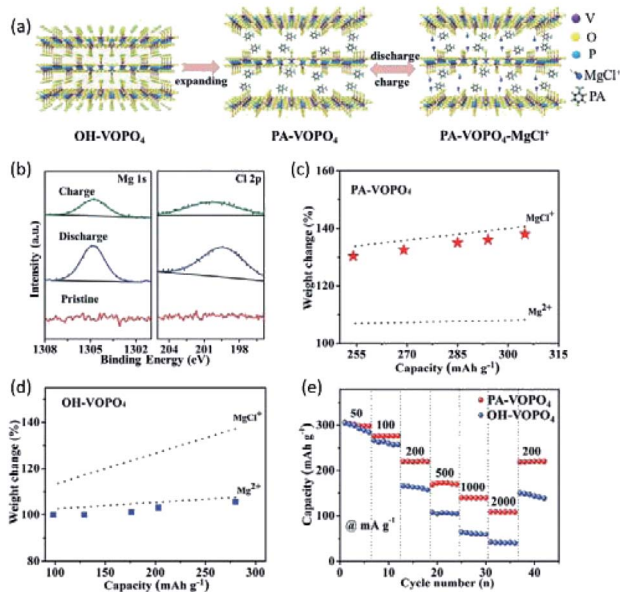 (a)
V
O
P
MgCl⁺
PA
expanding
discharge
charge
OH-VOPO₄
PA-VOPO₄
PA-VOPO₄-MgCl⁺
(b)
Mg 1s
Cl 2p
Charge
Discharge
Pristine
Intensity (a.u.)
1308 1305 1302 204 201 198
Binding Energy (eV)
(c)
PA-VOPO₄
MgCl⁺
Mg²⁺
Weight change (%)
160
140
120
100
255 270 285 300 315
Capacity (mAh g⁻¹)
(d)
OH-VOPO₄
MgCl⁺
Mg²⁺
Weight change (%)
140
120
100
80
100 150 200 250 300
Capacity (mAh g⁻¹)
(e)
PA-VOPO₄
OH-VOPO₄
50
100
200
500
1000
2000
200
@ mA g⁻¹
Capacity (mAh g⁻¹)
450
300
150
0
0 10 20 30 40
Cycle number (n)